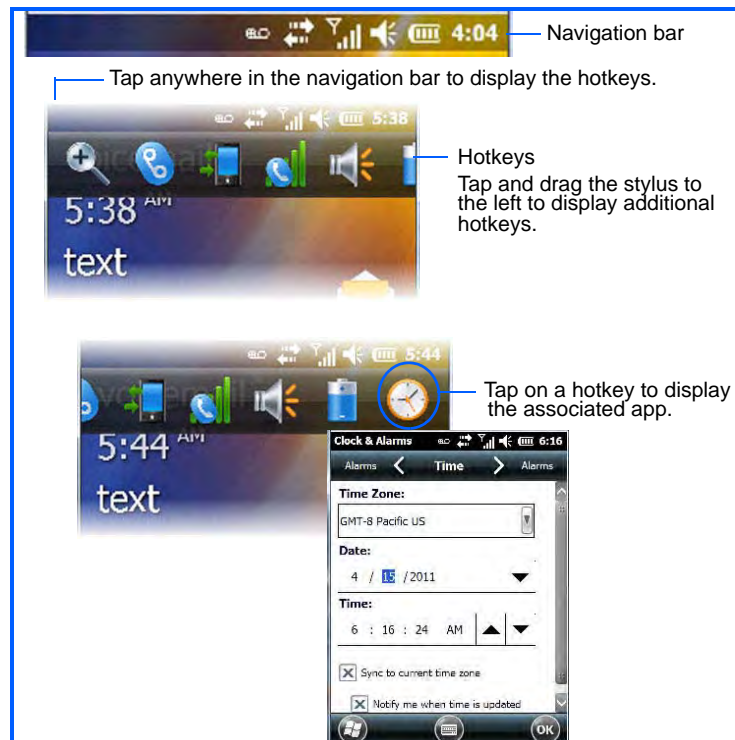 4:04
Navigation bar
Tap anywhere in the navigation bar to display the hotkeys.
5:38
Hotkeys
Tap and drag the stylus to
the left to display additional
hotkeys.
5:38 AM
text
5:44
Tap on a hotkey to display
the associated app.
5:44 AM
text
Clock & Alarms 6:16
Alarms Time Alarms
Time Zone:
GMT-8 Pacific US
Date:
4 / 15 /2011
Time:
6 : 16 : 24 AM
Sync to current time zone
Notify me when time is updated
OK